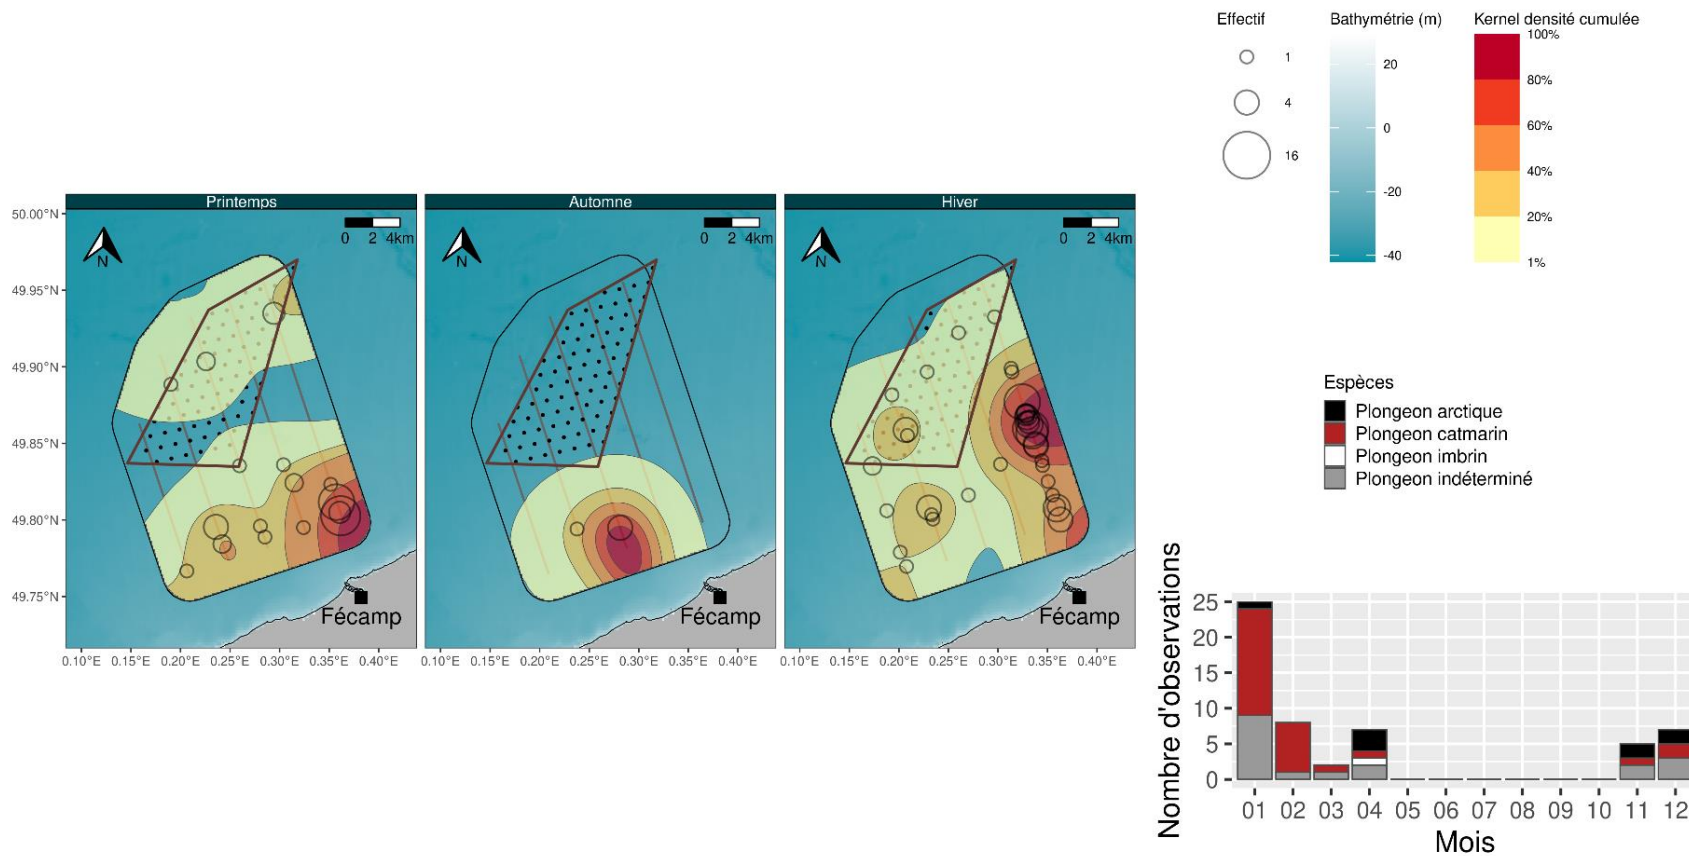 Effectif
1
4
16
Bathymétrie (m)
20
0
-20
-40
Kernel densité cumulée
100%
80%
60%
40%
20%
1%
Printemps
Automne
Hiver
0 2 4km
0 2 4km
0 2 4km
N
N
N
50.00°N
49.95°N
49.90°N
49.85°N
49.80°N
49.75°N
Fécamp
Fécamp
Fécamp
0.10°E 0.15°E 0.20°E 0.25°E 0.30°E 0.35°E 0.40°E
0.10°E 0.15°E 0.20°E 0.25°E 0.30°E 0.35°E 0.40°E
0.10°E 0.15°E 0.20°E 0.25°E 0.30°E 0.35°E 0.40°E
Espèces
Plongeon arctique
Plongeon catmarin
Plongeon imbrin
Plongeon indéterminé
Nombre d'observations
25
20
15
10
5
0
01 02 03 04 05 06 07 08 09 10 11 12
Mois